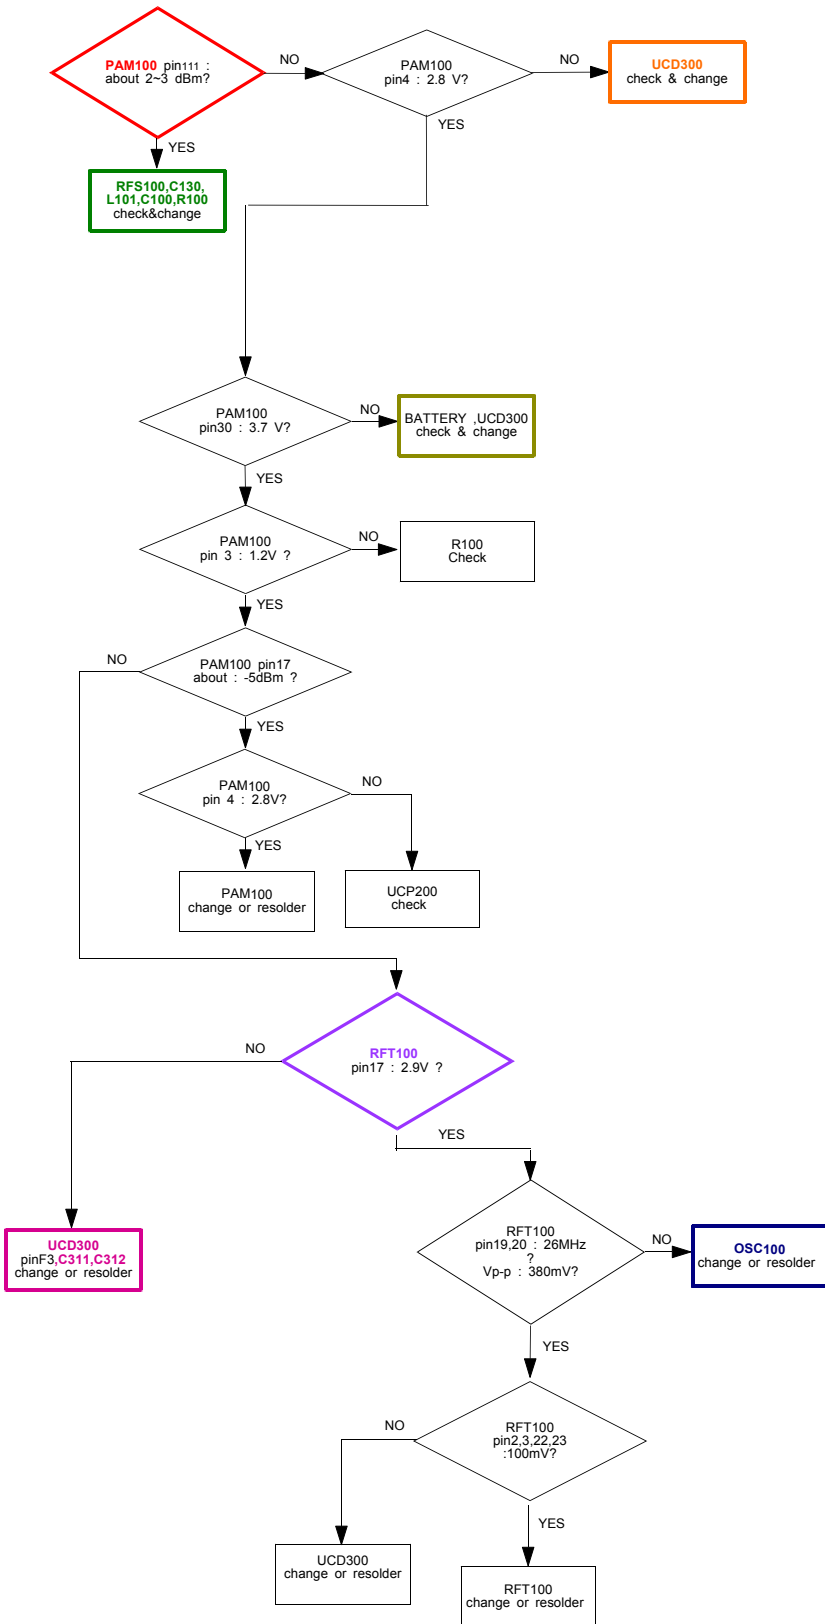 PAM100 pin111 :
about 2~3 dBm?
NO
PAM100
pin4 : 2.8 V?
NO
UCD300
check & change
YES
YES
RFS100,C130,
L101,C100,R100
check&change
PAM100
pin30 : 3.7 V?
NO
BATTERY ,UCD300
check & change
YES
PAM100
pin 3 : 1.2V ?
NO
R100
Check
YES
NO
PAM100 pin17
about : -5dBm ?
YES
PAM100
pin 4 : 2.8V?
NO
YES
PAM100
change or resolder
UCP200
check
NO
RFT100
pin17 : 2.9V ?
YES
UCD300
pinF3,C311,C312
change or resolder
RFT100
pin19,20 : 26MHz
?
Vp-p : 380mV?
NO
OSC100
change or resolder
YES
NO
RFT100
pin2,3,22,23
:100mV?
YES
UCD300
change or resolder
RFT100
change or resolder